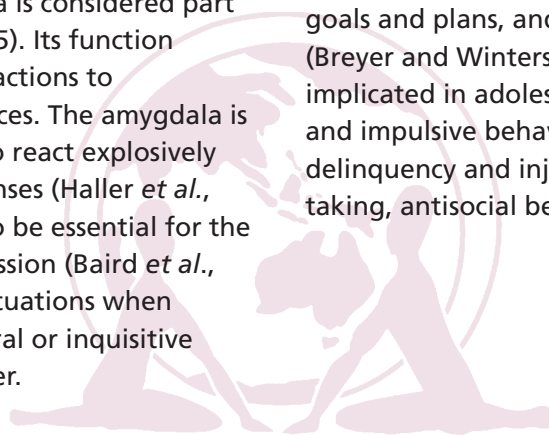 a is considered part
5). Its function
actions to
ces. The amygdala is
o react explosively
nses (Haller et al.,
o be essential for the
ession (Baird et al.,
tuations when
ral or inquisitive
er.
goals and plans, and
(Breyer and Winters
implicated in adoles
and impulsive behav
delinquency and inj
taking, antisocial be